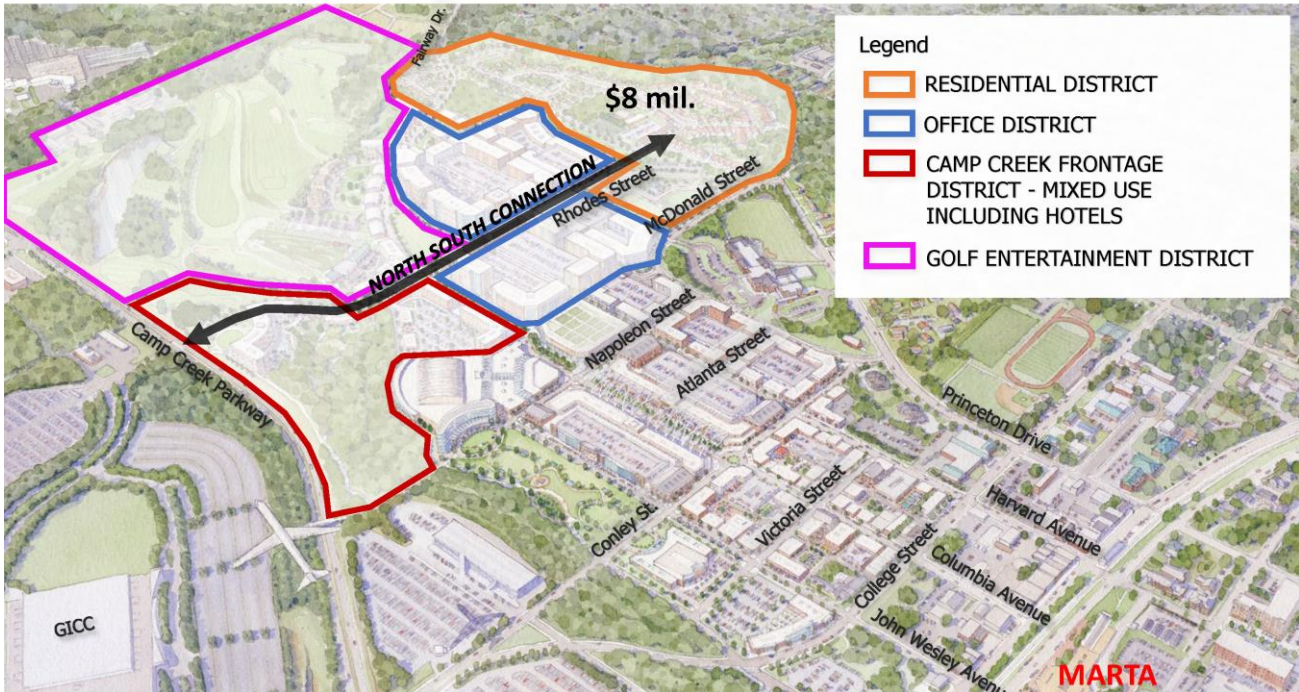 Fairway Dr.
$8 mil.
NORTH SOUTH CONNECTION
Rhodes Street
McDonald Street
Legend
RESIDENTIAL DISTRICT
OFFICE DISTRICT
CAMP CREEK FRONTAGE
DISTRICT - MIXED USE
INCLUDING HOTELS
GOLF ENTERTAINMENT DISTRICT
Camp Creek Parkway
Napoleon Street
Atlanta Street
Princeton Drive
Conley St.
Victoria Street
College Street
Harvard Avenue
Columbia Avenue
John Wesley Avenue
GICC
MARTA